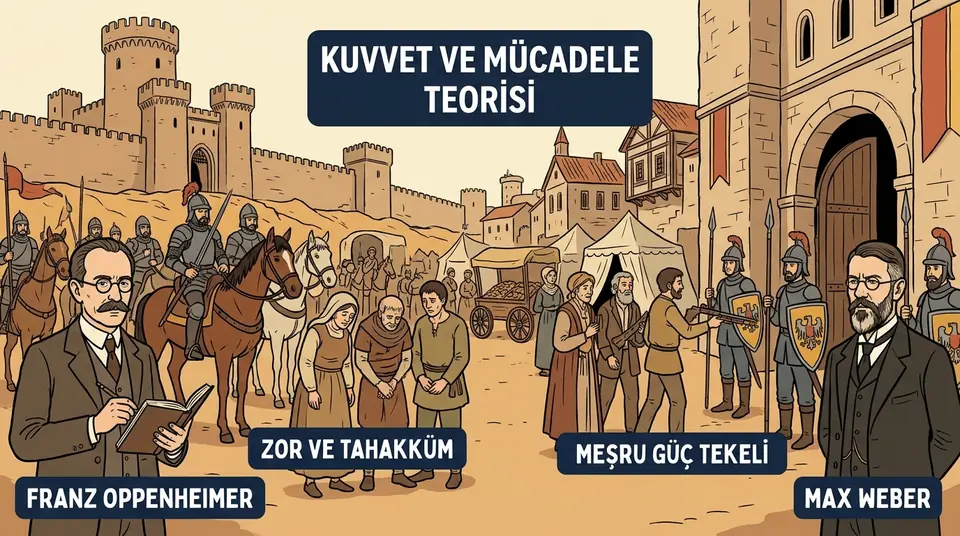 KUVVET VE MÜCADELE
TEORİSİ
ZOR VE TAHAKKÜM
MEŞRU GÜÇ TEKELİ
FRANZ OPPENHEIMER
MAX WEBER